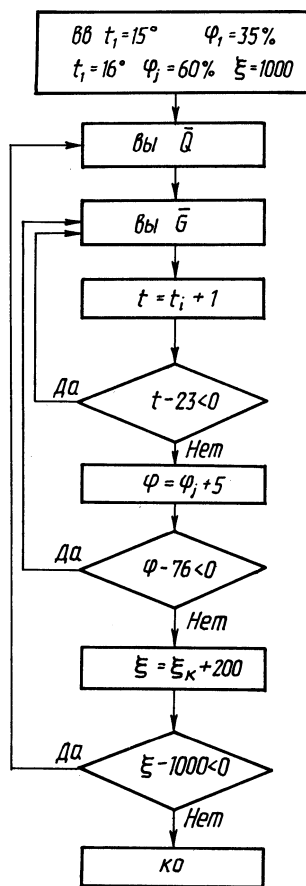 вв t₁=15° φ₁=35%
t₁=16° φⱼ=60% ξ=1000
вы Q̅
вы G̅
t=tᵢ+1
Да
t-23<0
Нет
φ=φⱼ+5
Да
φ-76<0
Нет
ξ=ξₖ+200
Да
ξ-1000<0
Нет
ко